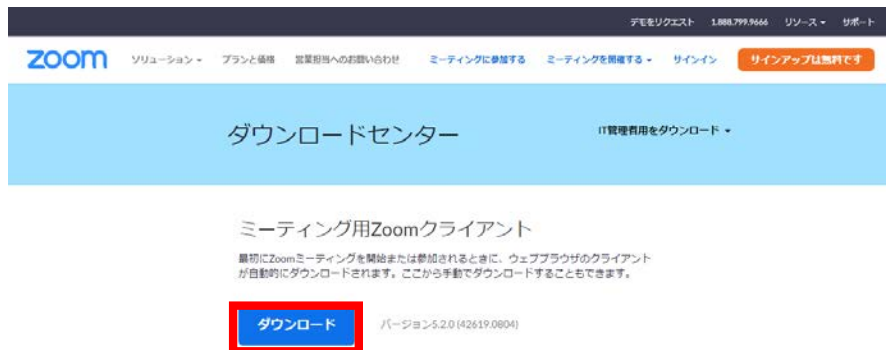 デモをリクエスト 1.888.799.9666 リソース サポート
zoom ソリューション プランと価格 営業担当へのお問い合わせ ミーティングに参加する ミーティングを開催する サインイン サインアップは無料です
ダウンロードセンター IT管理者用をダウンロード
ミーティング用Zoomクライアント
最初にZoomミーティングを開始または参加されるときに、ウェブブラウザのクライアント
が自動的にダウンロードされます。ここから手動でダウンロードすることもできます。
ダウンロード バージョン5.2.0 (42619.0804)